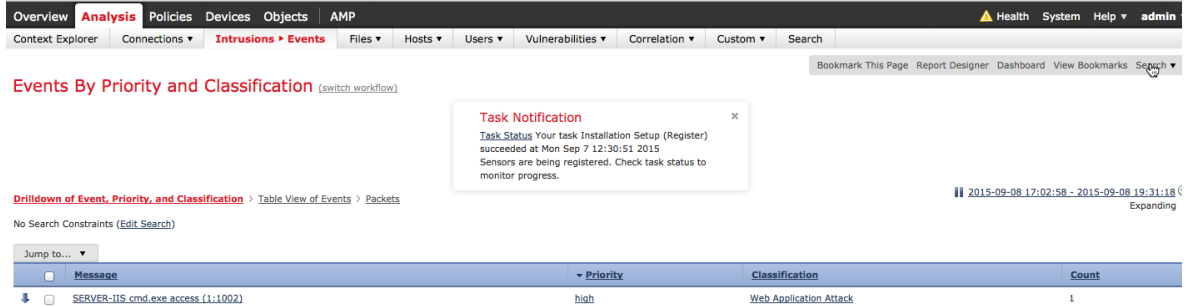 Overview Analysis Policies Devices Objects AMP Health System Help ▾ admin
Context Explorer Connections ▾ Intrusions ▸ Events Files ▾ Hosts ▾ Users ▾ Vulnerabilities ▾ Correlation ▾ Custom ▾ Search
Bookmark This Page Report Designer Dashboard View Bookmarks Search ▾
Events By Priority and Classification (switch workflow)
Task Notification ×
Task Status Your task Installation Setup (Register)
succeeded at Mon Sep 7 12:30:51 2015
Sensors are being registered. Check task status to
monitor progress.
2015-09-08 17:02:58 - 2015-09-08 19:31:18
Expanding
Drilldown of Event, Priority, and Classification > Table View of Events > Packets
No Search Constraints (Edit Search)
Jump to... ▼
Message ▾ Priority Classification Count
SERVER-IIS cmd.exe access (1:1002) high Web Application Attack 1